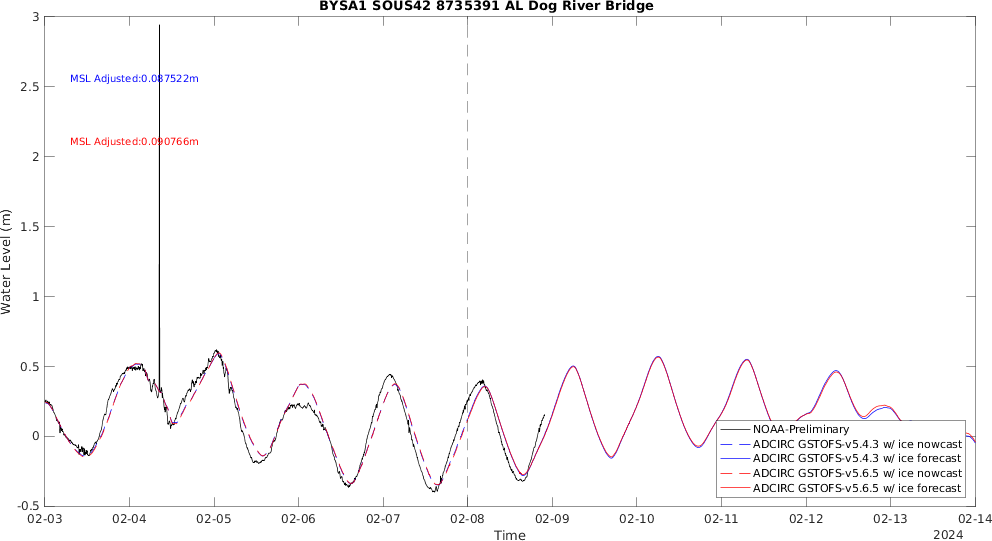 BYSA1 SOUS42 8735391 AL Dog River Bridge
3
2.5
2
1.5
1
0.5
0
-0.5
Water Level (m)
MSL Adjusted:0.087522m
MSL Adjusted:0.090766m
NOAA-Preliminary
ADCIRC GSTOFS-v5.4.3 w/ ice nowcast
ADCIRC GSTOFS-v5.4.3 w/ ice forecast
ADCIRC GSTOFS-v5.6.5 w/ ice nowcast
ADCIRC GSTOFS-v5.6.5 w/ ice forecast
02-03 02-04 02-05 02-06 02-07 02-08 02-09 02-10 02-11 02-12 02-13 02-14
Time
2024